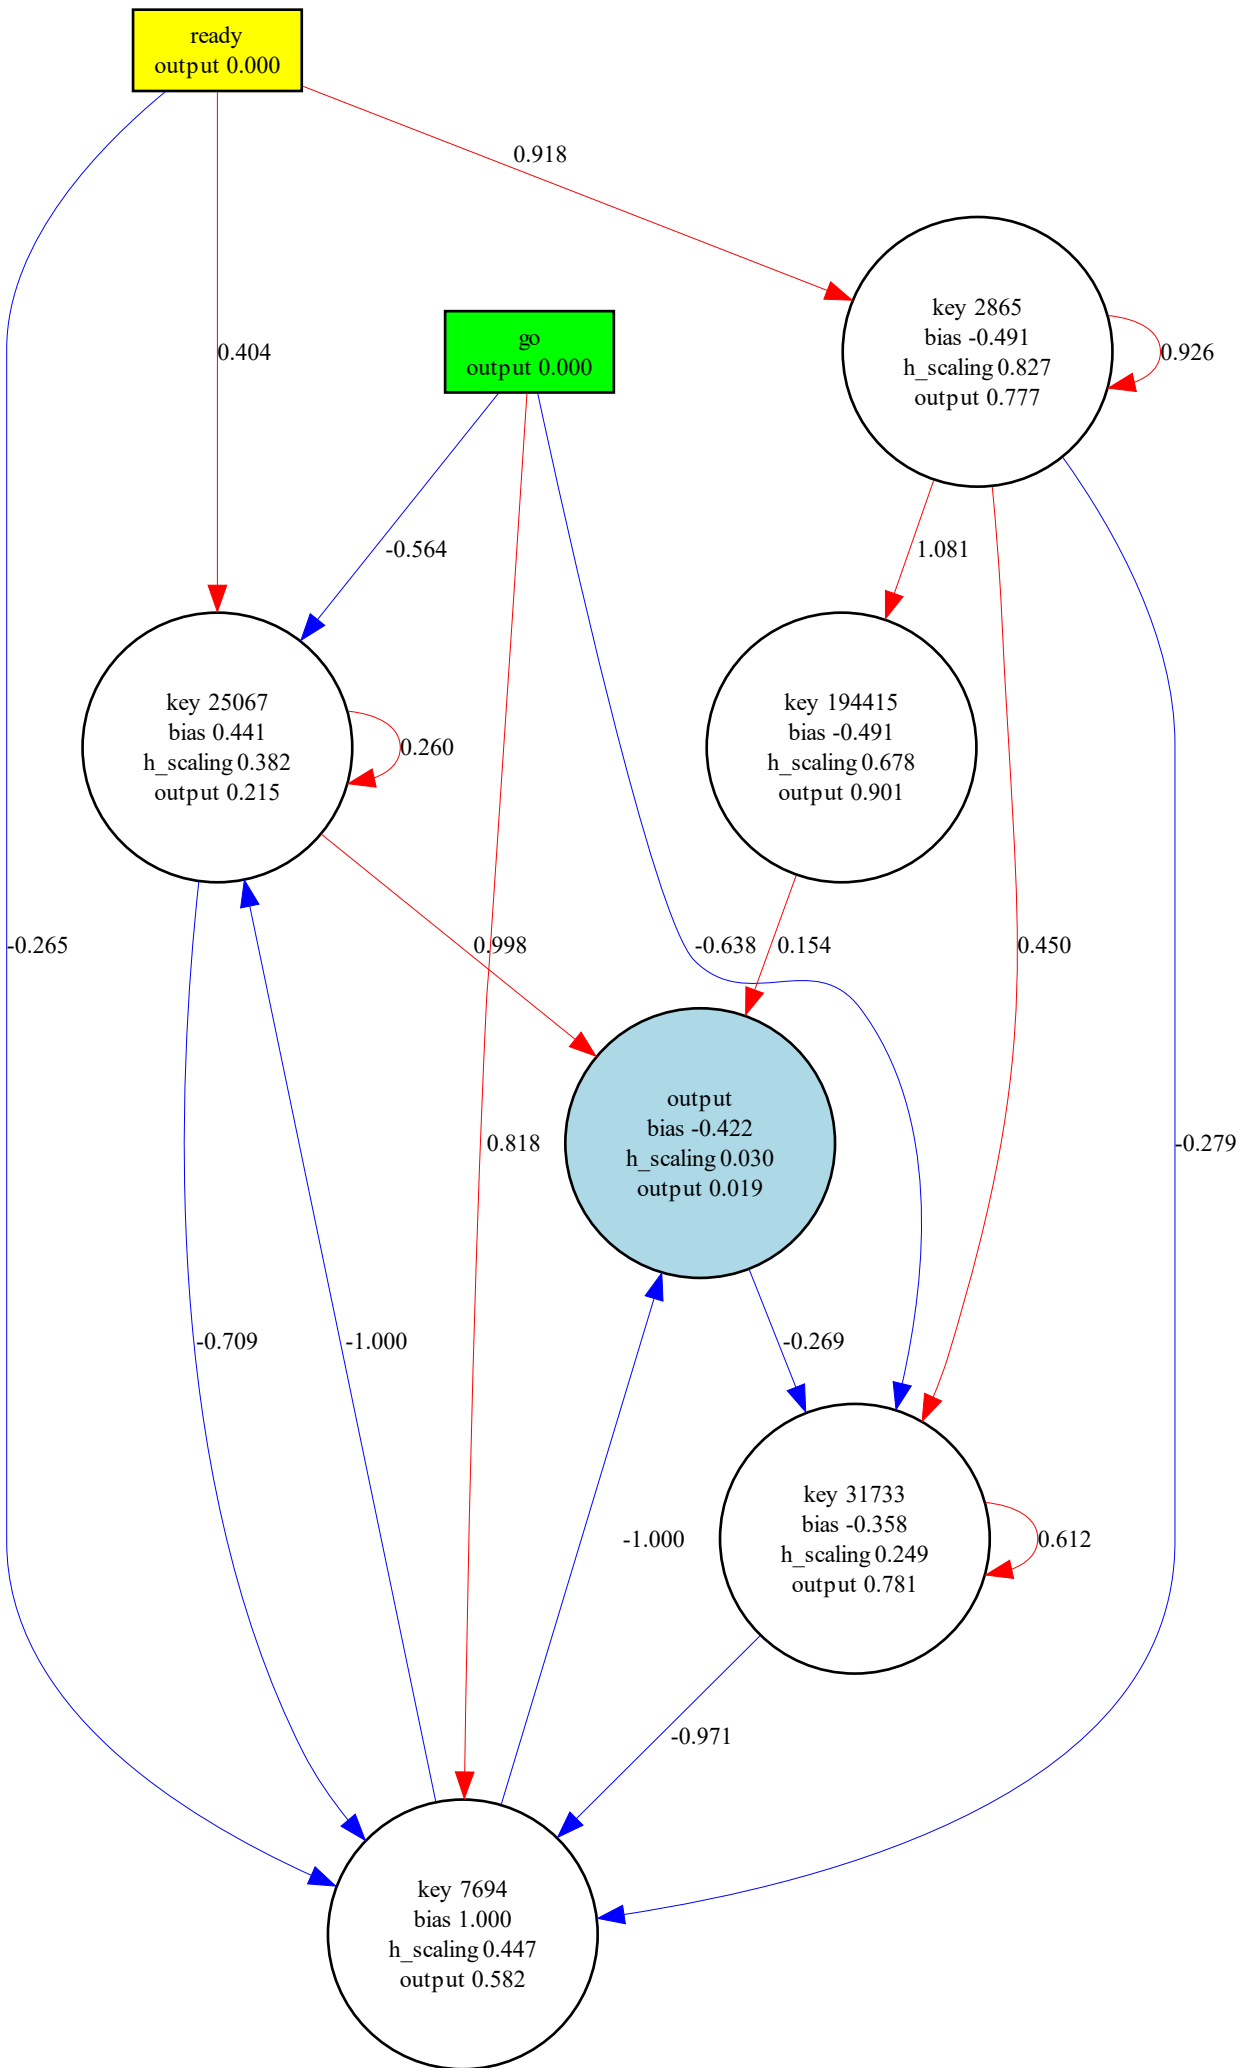 ready
output 0.000
0.918
go
output 0.000
key 2865
bias -0.491
h_scaling 0.827
output 0.777
0.404
0.926
-0.564
1.081
key 25067
bias 0.441
h_scaling 0.382
output 0.215
0.260
key 194415
bias -0.491
h_scaling 0.678
output 0.901
-0.265
0.998
-0.638
0.154
0.450
output
bias -0.422
h_scaling 0.030
output 0.019
0.818
-0.279
-0.709
-1.000
-0.269
-1.000
key 31733
bias -0.358
h_scaling 0.249
output 0.781
0.612
-0.971
key 7694
bias 1.000
h_scaling 0.447
output 0.582